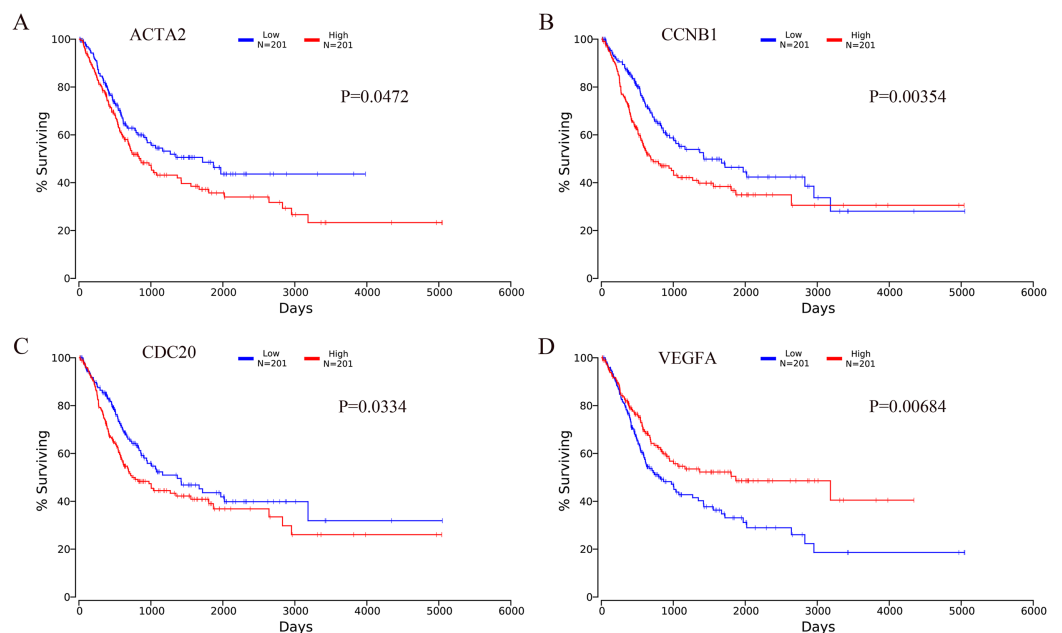 A
ACTA2
Low
N=201
High
N=201
P=0.0472
% Surviving
100
80
60
40
20
0
0 1000 2000 3000 4000 5000 6000
Days
B
CCNB1
Low
N=201
High
N=201
P=0.00354
% Surviving
100
80
60
40
20
0
0 1000 2000 3000 4000 5000 6000
Days
C
CDC20
Low
N=201
High
N=201
P=0.0334
% Surviving
100
80
60
40
20
0
0 1000 2000 3000 4000 5000 6000
Days
D
VEGFA
Low
N=201
High
N=201
P=0.00684
% Surviving
100
80
60
40
20
0
0 1000 2000 3000 4000 5000 6000
Days